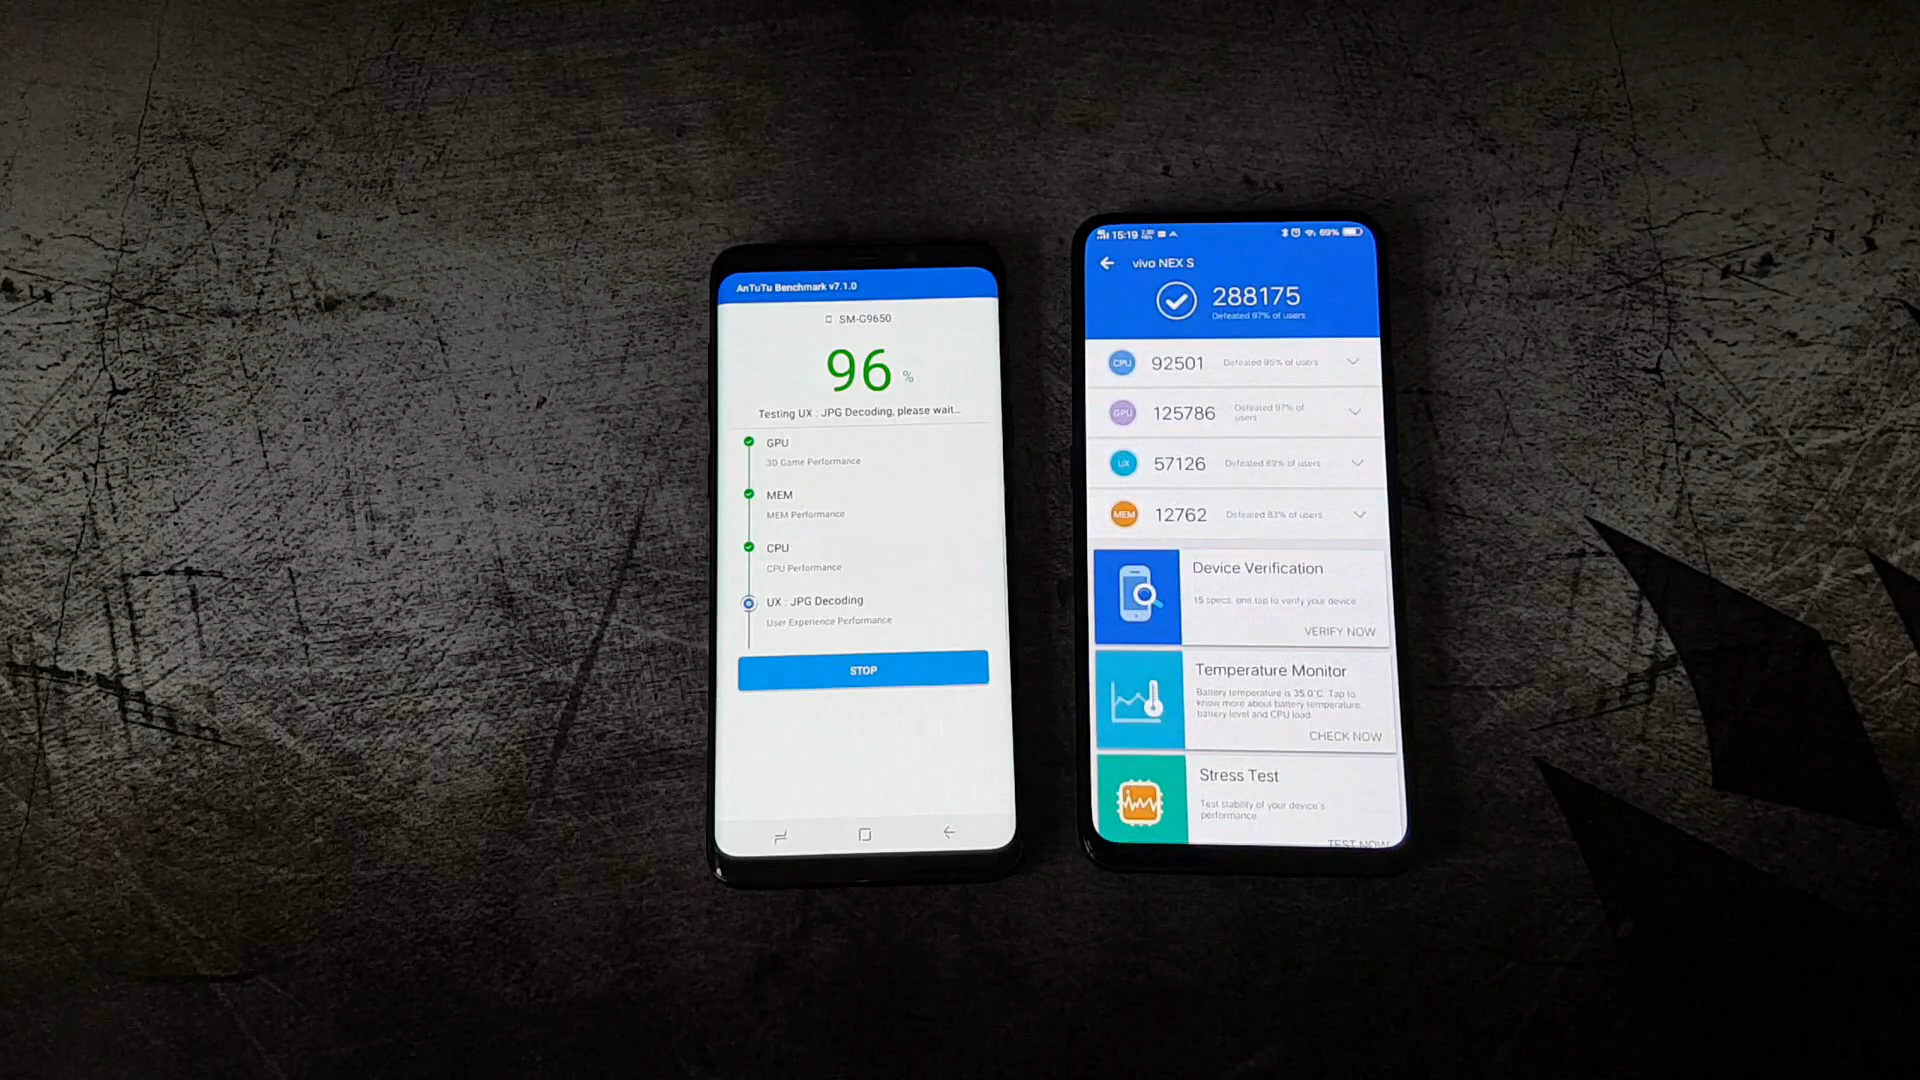 AnTuTu Benchmark v7.1.0
SM-G9650
96 %
Testing UX : JPG Decoding, please wait...
GPU
3D Game Performance
MEM
MEM Performance
CPU
CPU Performance
UX : JPG Decoding
User Experience Performance
STOP
15:19
69%
vivo NEX S
288175
Defeated 97% of users
CPU 92501 Defeated 95% of users
GPU 125786 Defeated 97% of
users
UX 57126 Defeated 89% of users
MEM 12762 Defeated 83% of users
Device Verification
15 specs, one tap to verify your device.
VERIFY NOW
Temperature Monitor
Battery temperature is 35.0°C. Tap to
know more about battery temperature,
battery level and CPU load.
CHECK NOW
Stress Test
Test stability of your device's
performance
TEST NOW